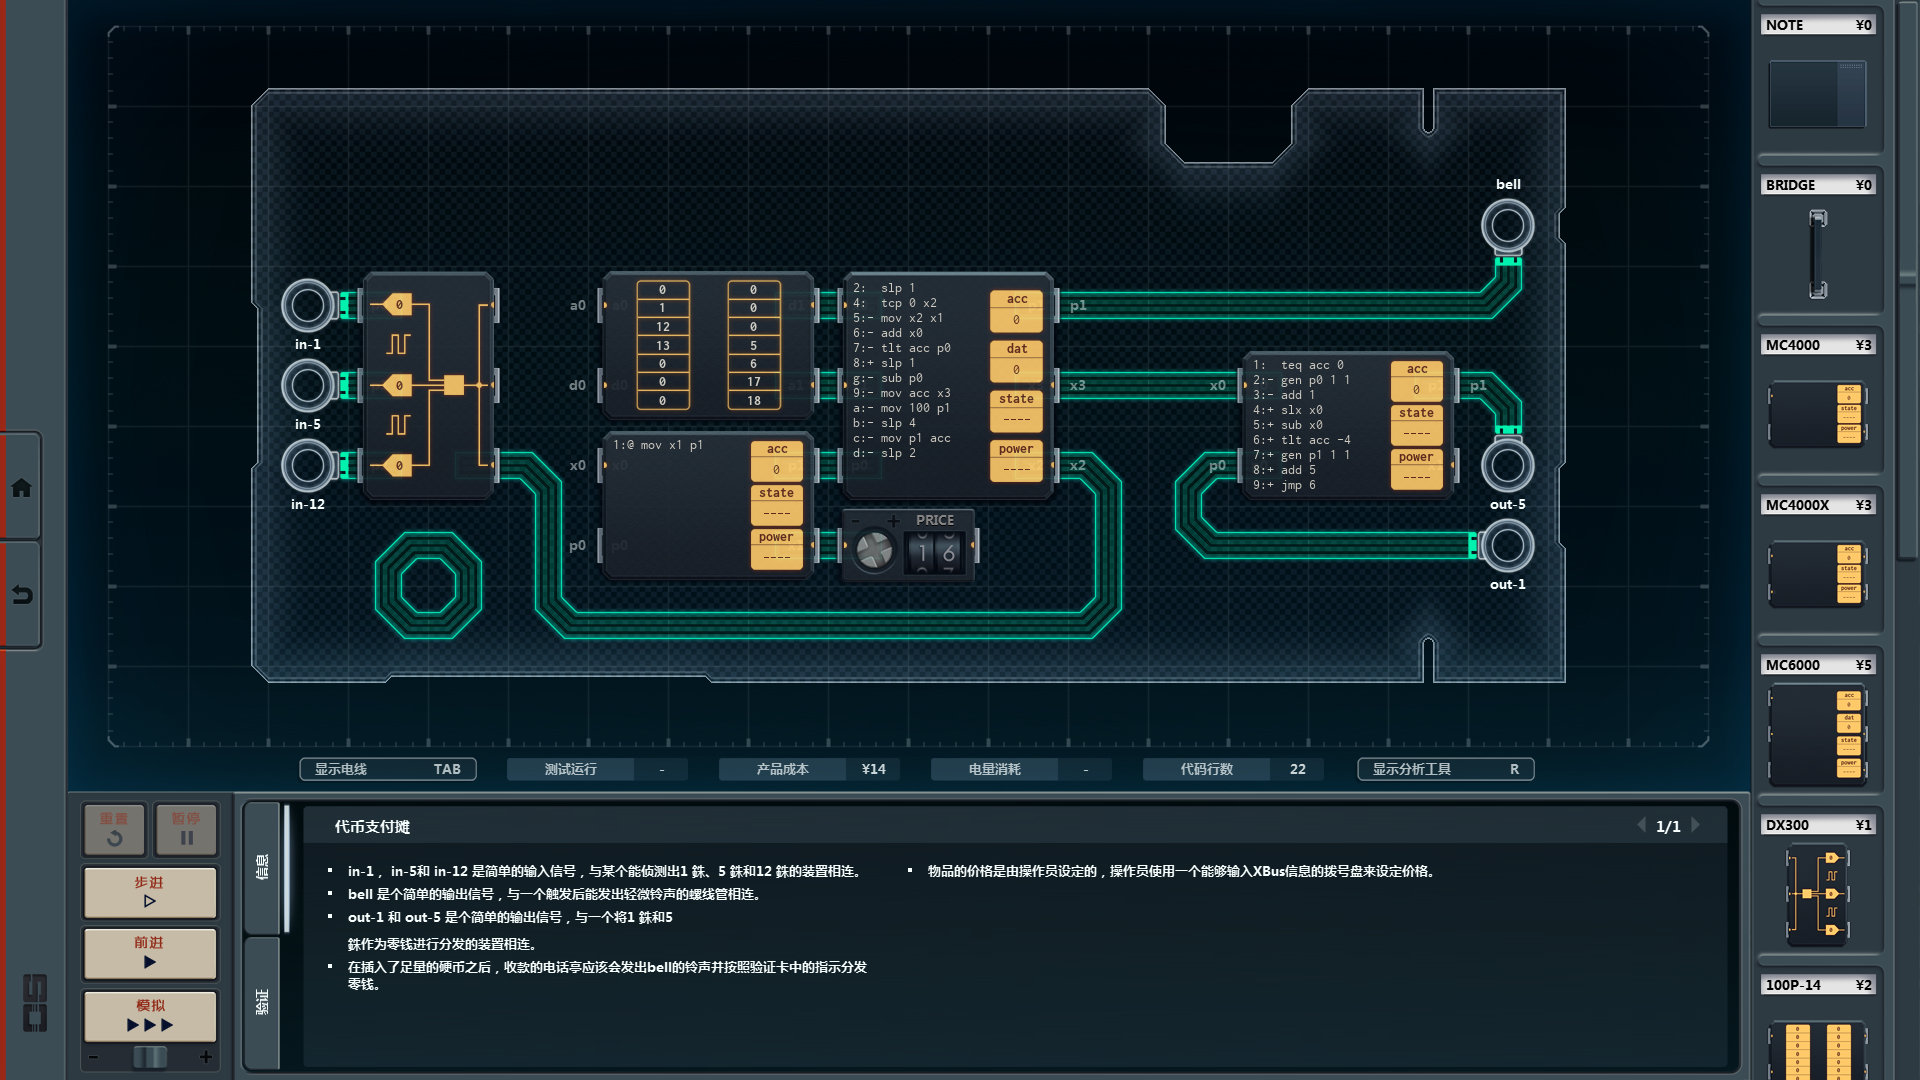 NOTE ¥0
BRIDGE ¥0
MC4000 ¥3
acc
state
power
MC4000X ¥3
acc
state
power
MC6000 ¥5
acc
dat
state
power
DX300 ¥1
100P-14 ¥2
bell
in-1
in-5
in-12
0
0
0
a0
d0
x0
p0
0 0
1 0
12 0
13 5
0 6
0 17
0 18
1:@ mov x1 p1
acc
0
state
----
power
----
2:  slp 1
4:  tcp 0 x2
5:- mov x2 x1
6:- add x0
7:- tlt acc p0
8:+ slp 1
g:- sub p0
9:- mov acc x3
a:- mov 100 p1
b:- slp 4
c:- mov p1 acc
d:- slp 2
acc
0
dat
0
state
----
power
----
p1
x3
x2
PRICE
- +
1 6
x0
p0
1:  teq acc 0
2:- gen p0 1 1
3:- add 1
4:+ slx x0
5:+ sub x0
6:+ tlt acc -4
7:+ gen p1 1 1
8:+ add 5
9:+ jmp 6
acc
0
state
----
power
----
p1
out-5
out-1
显示电线 TAB
测试运行 -
产品成本 ¥14
电量消耗 -
代码行数 22
显示分析工具 R
重置
暂停
步进
前进
模拟
- +
信息
验证
代币支付摊
1/1
▪ in-1 ，in-5和 in-12 是简单的输入信号，与某个能侦测出1 銖、5 銖和12 銖的装置相连。
▪ bell 是个简单的输出信号，与一个触发后能发出轻微铃声的螺线管相连。
▪ out-1 和 out-5 是个简单的输出信号，与一个将1 銖和5
銖作为零钱进行分发的装置相连。
▪ 在插入了足量的硬币之后，收款的电话亭应该会发出bell的铃声并按照验证卡中的指示分发
零钱。
▪ 物品的价格是由操作员设定的，操作员使用一个能够输入XBus信息的拨号盘来设定价格。